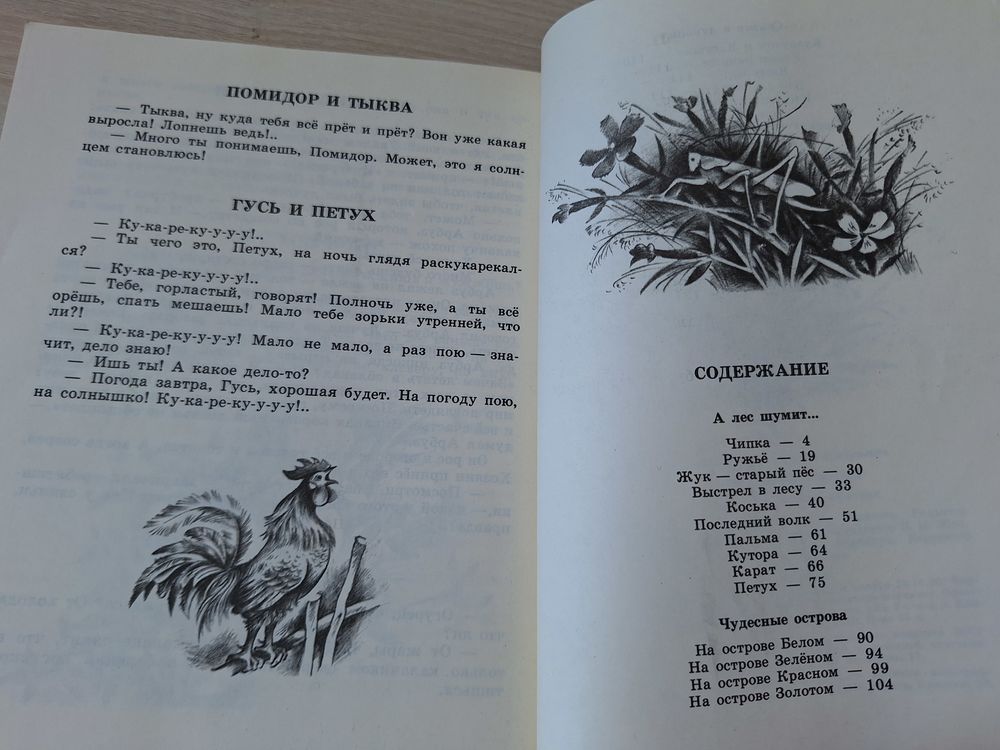 ПОМИДОР И ТЫКВА
— Тыква, ну куда тебя всё прёт и прёт? Вон уже какая
выросла! Лопнешь ведь!..
— Много ты понимаешь, Помидор. Может, это я солн-
цем становлюсь!
ГУСЬ И ПЕТУХ
— Ку-ка-ре-ку-у-у-у!..
— Ты чего это, Петух, на ночь глядя раскукарекал-
ся?
— Ку-ка-ре-ку-у-у-у!..
— Тебе, горластый, говорят! Полночь уже, а ты всё
орёшь, спать мешаешь! Мало тебе зорьки утренней, что
ли?!
— Ку-ка-ре-ку-у-у-у! Мало не мало, а раз пою — зна-
чит, дело знаю!
— Ишь ты! А какое дело-то?
— Погода завтра, Гусь, хорошая будет. На погоду пою,
на солнышко! Ку-ка-ре-ку-у-у-у!..
СОДЕРЖАНИЕ
А лес шумит...
Чипка — 4
Ружьё — 19
Жук — старый пёс — 30
Выстрел в лесу — 33
Коська — 40
Последний волк — 51
Пальма — 61
Кутора — 64
Карат — 66
Петух — 75
Чудесные острова
На острове Белом — 90
На острове Зелёном — 94
На острове Красном — 99
На острове Золотом — 104